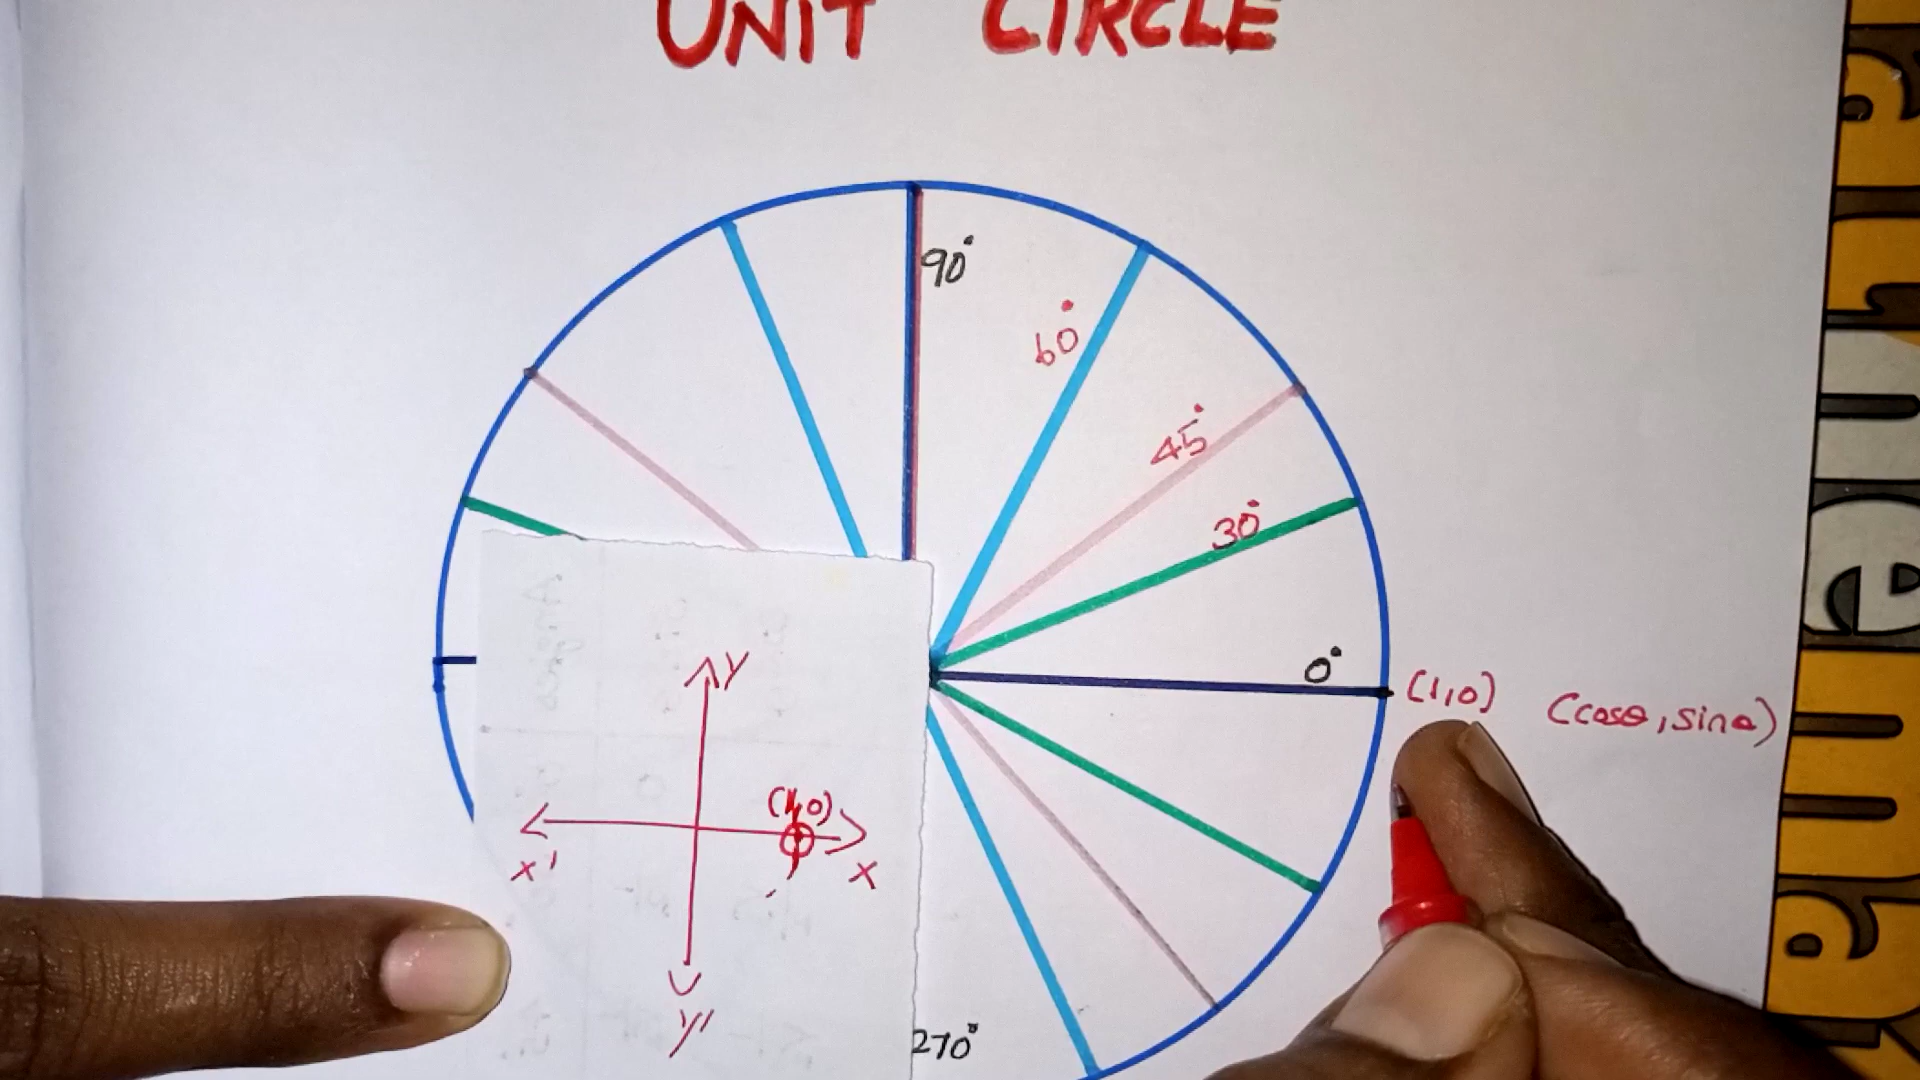 UNIT CIRCLE
90°
60°
45°
30°
0°
(1,0) (cosθ, sinθ)
Y
(1,0)
X' X
Y'
270°